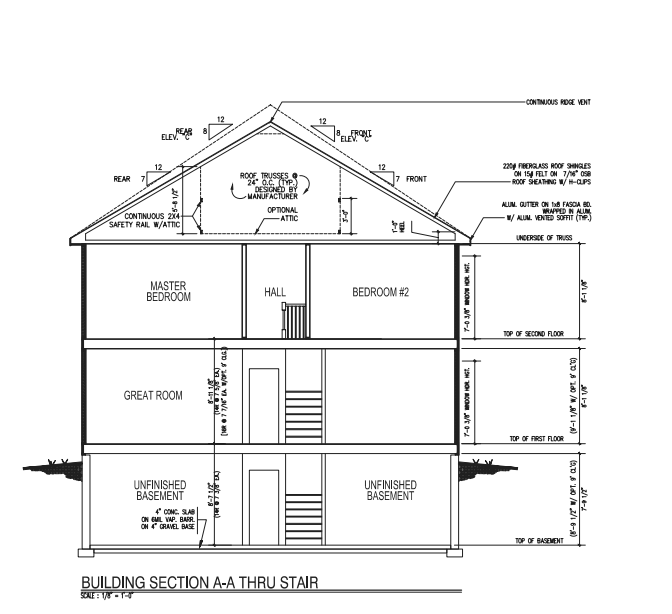 CONTINUOUS RIDGE VENT
12
8
REAR
ELEV. "C"
12
8
FRONT
ELEV. "C"
12
7
REAR
12
7
FRONT
220# FIBERGLASS ROOF SHINGLES
ON 15# FELT ON 7/16" OSB
ROOF SHEATHING W/ H-CLIPS
ROOF TRUSSES @
24" O.C. (TYP.)
DESIGNED BY
MANUFACTURER
5'-8 1/2"
OPTIONAL
ATTIC
3'-0"
CONTINUOUS 2X4
SAFETY RAIL W/ATTIC
HEEL
ALUM. GUTTER ON 1x8 FASCIA BD.
WRAPPED IN ALUM.
W/ ALUM. VENTED SOFFIT (TYP.)
UNDERSIDE OF TRUSS
MASTER
BEDROOM
HALL
BEDROOM #2
7'-0 3/8" WINDOW HDR. HGT.
8'-1 1/8"
TOP OF SECOND FLOOR
GREAT ROOM
8'-11 1/8"
(14R @ 7 5/8" EA.)
[16R @ 7 7/16" EA. W/OPT. 9' CLG.]
7'-0 3/8" WINDOW HDR. HGT.
(9'-1 1/8" W/ OPT. 9' CL'G)
8'-1 1/8"
TOP OF FIRST FLOOR
UNFINISHED
BASEMENT
UNFINISHED
BASEMENT
8'-7 1/2"
(14R @ 7 3/8" EA.)
4" CONC. SLAB
ON 6MIL VAP. BARR.
ON 4" GRAVEL BASE
(8'-9 1/2" W/ OPT. 9' CL'G)
7'-9 1/2"
TOP OF BASEMENT
BUILDING SECTION A-A THRU STAIR
SCALE : 1/8" = 1'-0"